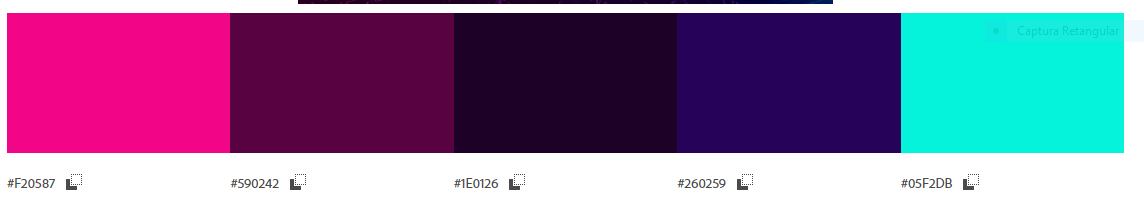 Captura Retangular
#F20587
#590242
#1E0126
#260259
#05F2DB